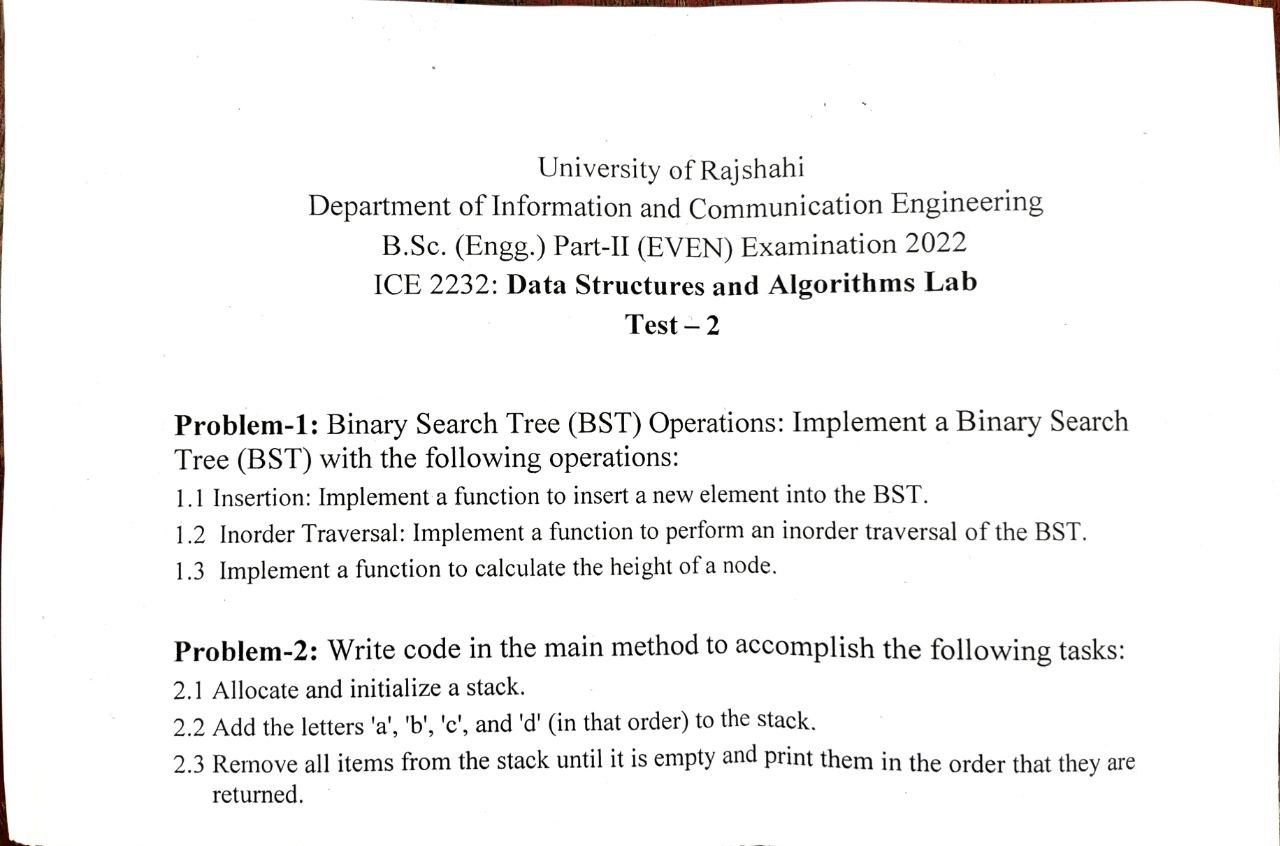 University of Rajshahi
Department of Information and Communication Engineering
B.Sc. (Engg.) Part-II (EVEN) Examination 2022
ICE 2232: Data Structures and Algorithms Lab
Test – 2
Problem-1: Binary Search Tree (BST) Operations: Implement a Binary Search
Tree (BST) with the following operations:
1.1 Insertion: Implement a function to insert a new element into the BST.
1.2 Inorder Traversal: Implement a function to perform an inorder traversal of the BST.
1.3 Implement a function to calculate the height of a node.
Problem-2: Write code in the main method to accomplish the following tasks:
2.1 Allocate and initialize a stack.
2.2 Add the letters 'a', 'b', 'c', and 'd' (in that order) to the stack.
2.3 Remove all items from the stack until it is empty and print them in the order that they are
returned.